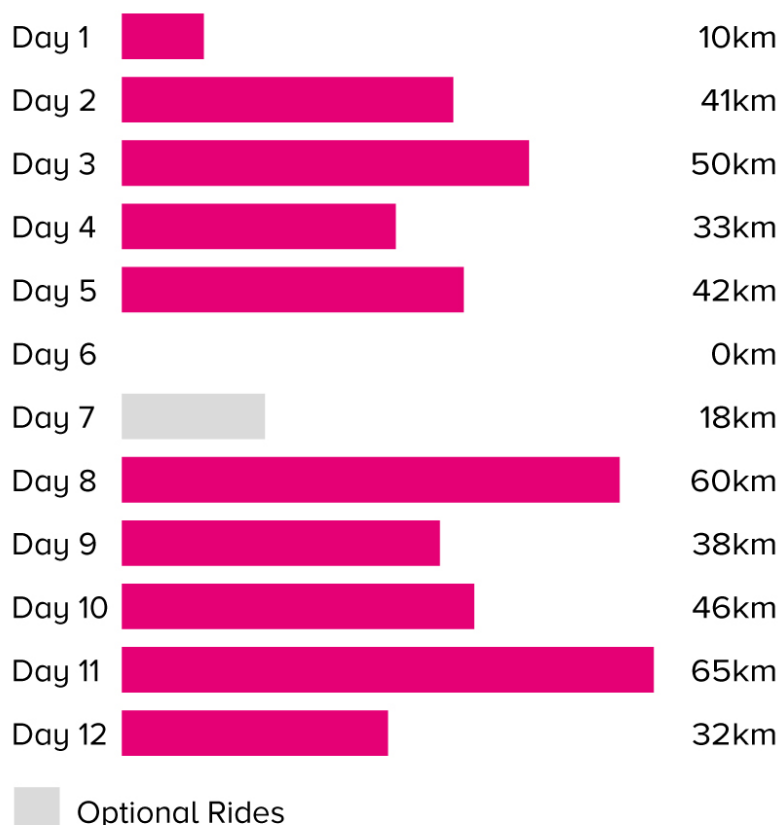 Day 1 10km
Day 2 41km
Day 3 50km
Day 4 33km
Day 5 42km
Day 6 0km
Day 7 18km
Day 8 60km
Day 9 38km
Day 10 46km
Day 11 65km
Day 12 32km
Optional Rides